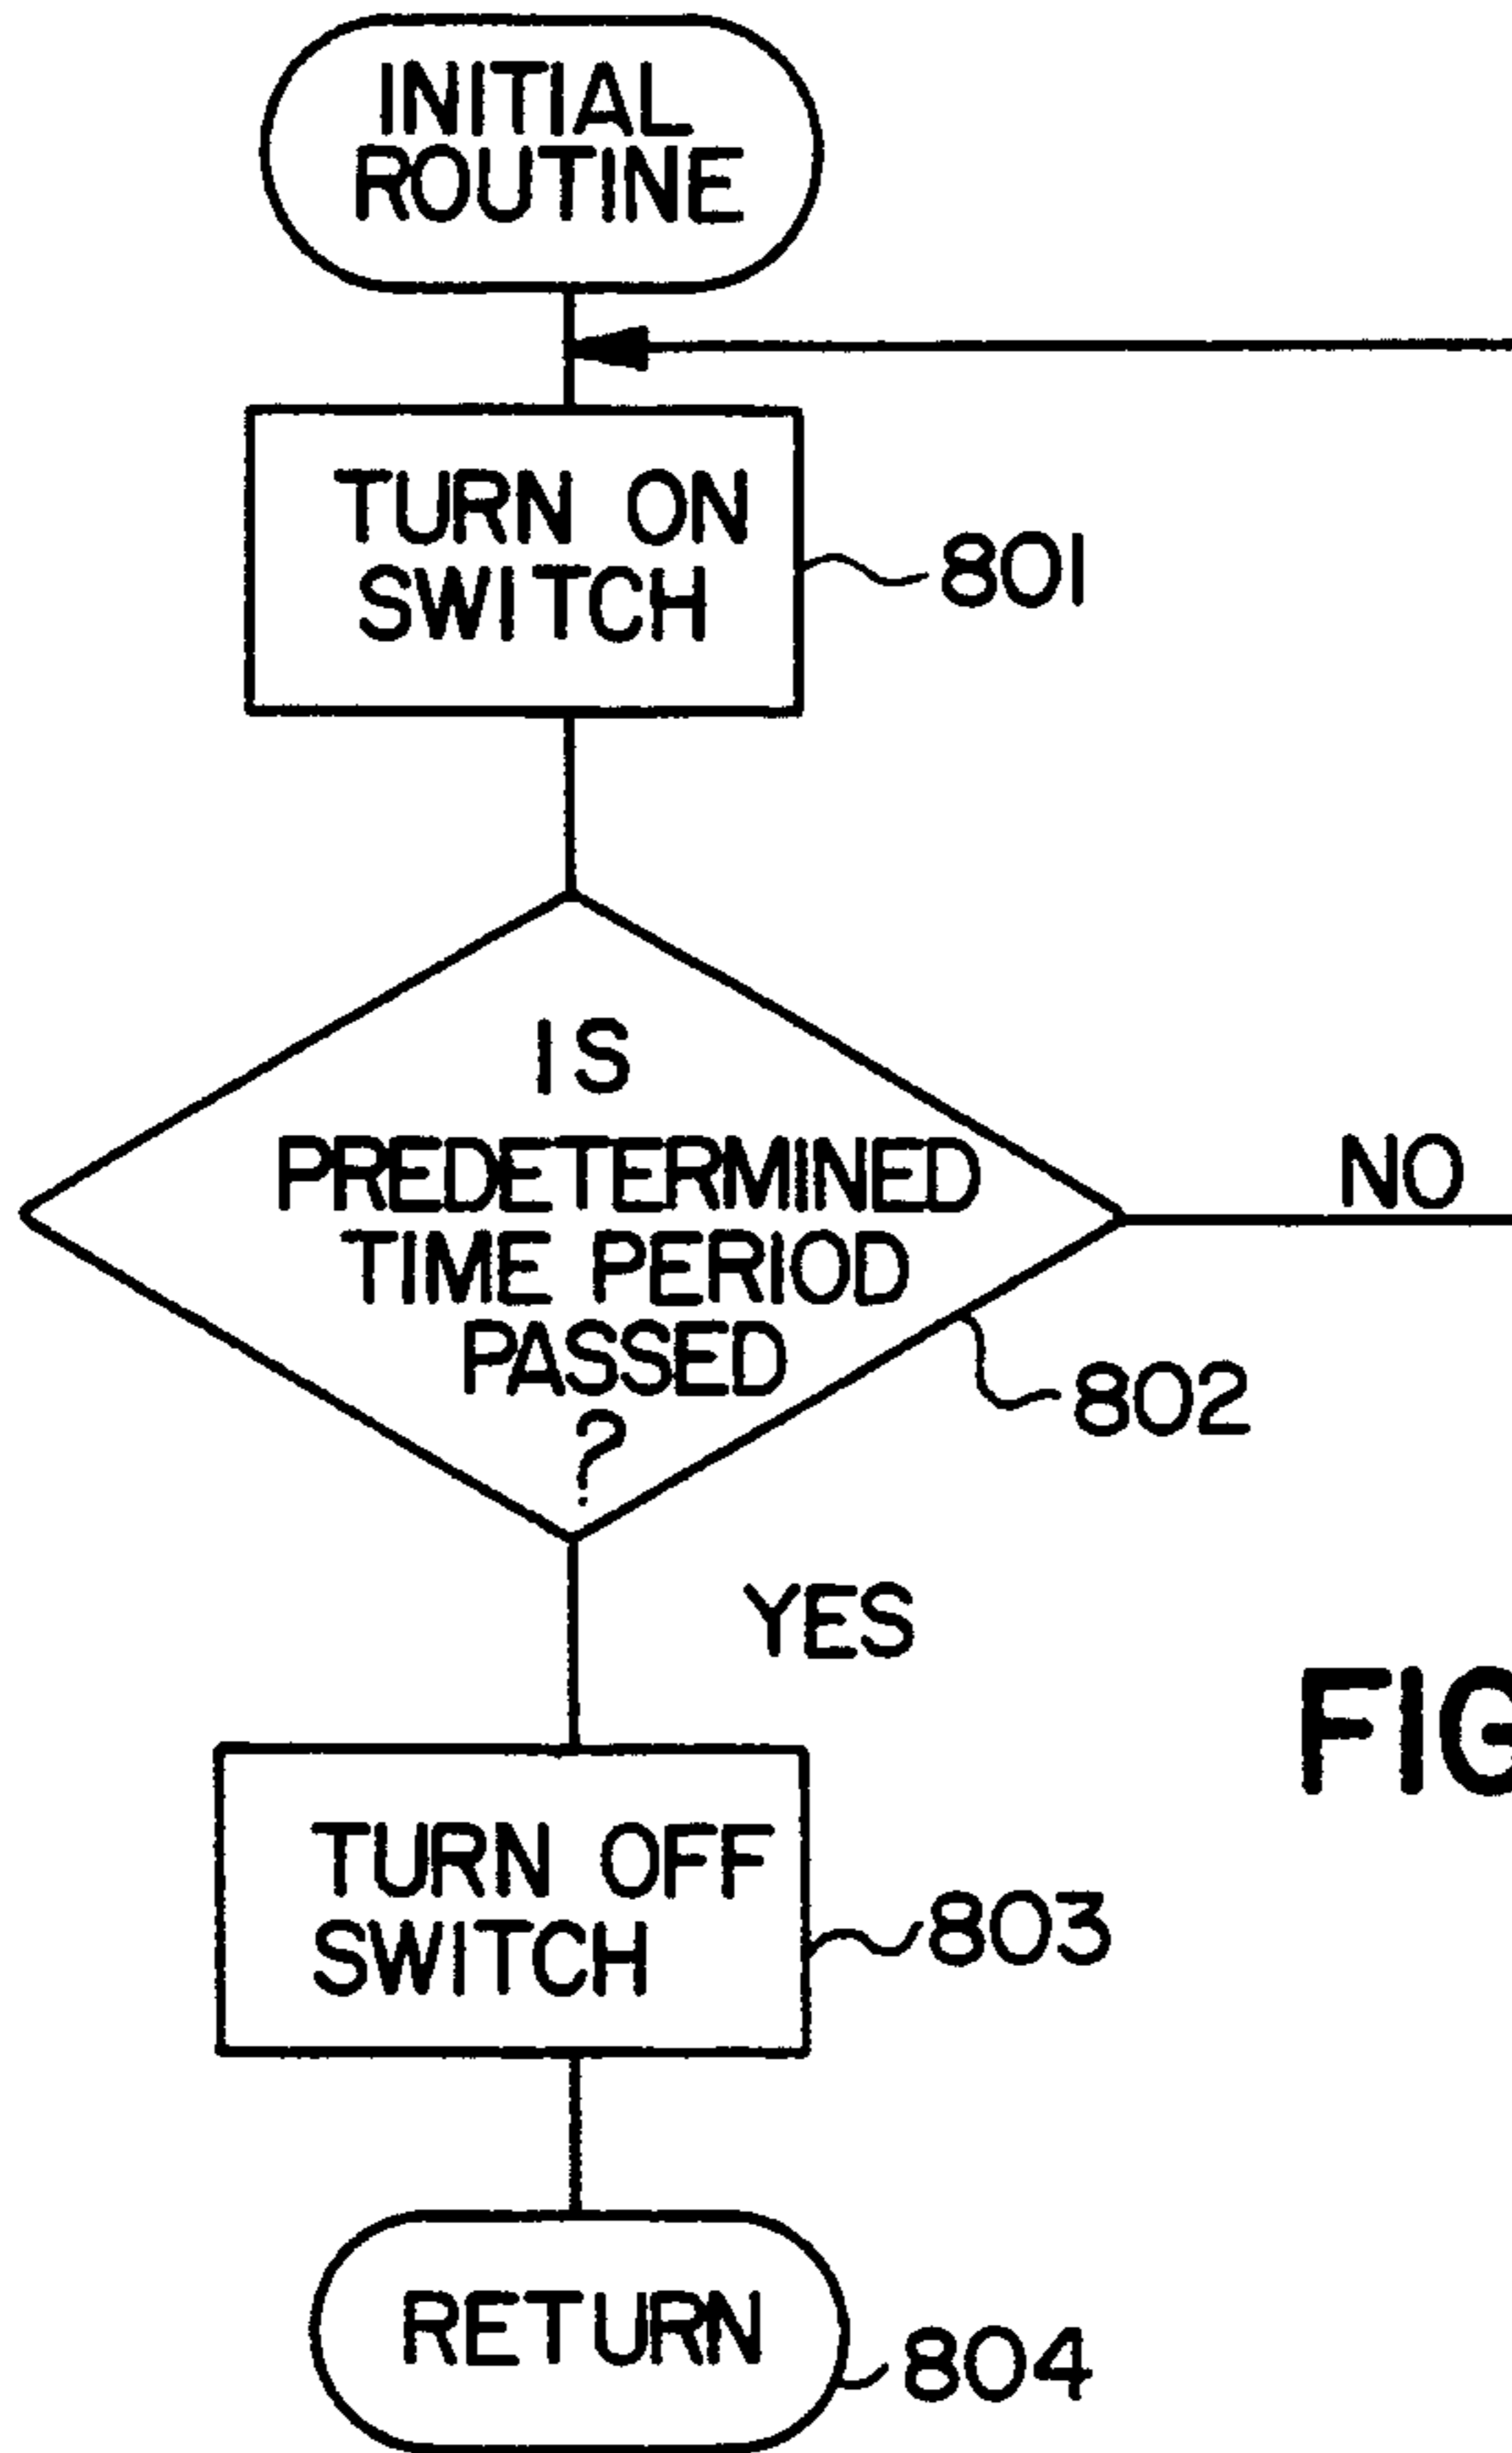 INITIAL
ROUTINE
TURN ON
SWITCH
801
IS
PREDETERMINED
TIME PERIOD
PASSED
?
802
NO
YES
FIG
TURN OFF
SWITCH
803
RETURN
804